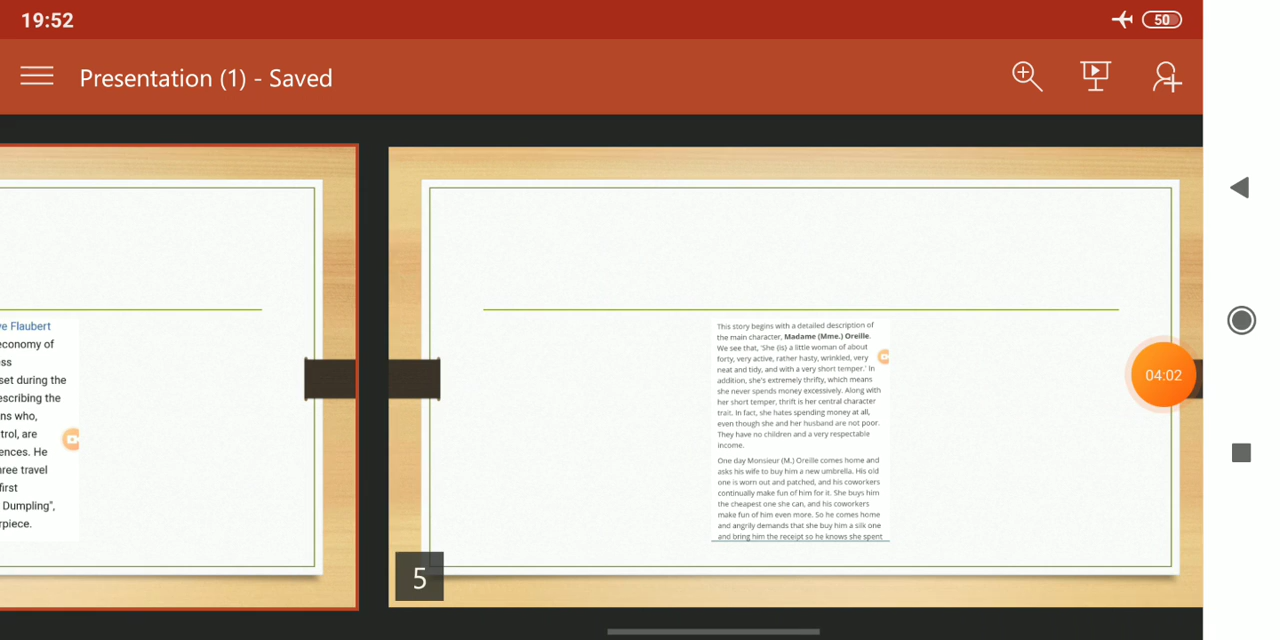 19:52
50
Presentation (1) - Saved
ve Flaubert
economy of
ess
set during the
escribing the
ns who,
trol, are
ences. He
hree travel
first
Dumpling",
rpiece.
This story begins with a detailed description of
the main character, Madame (Mme.) Oreille.
We see that, 'She (is) a little woman of about
forty, very active, rather hasty, wrinkled, very
neat and tidy, and with a very short temper.' In
addition, she's extremely thrifty, which means
she never spends money excessively. Along with
her short temper, thrift is her central character
trait. In fact, she hates spending money at all,
even though she and her husband are not poor.
They have no children and a very respectable
income.
One day Monsieur (M.) Oreille comes home and
asks his wife to buy him a new umbrella. His old
one is worn out and patched, and his coworkers
continually make fun of him for it. She buys him
the cheapest one she can, and his coworkers
make fun of him even more. So he comes home
and angrily demands that she buy him a silk one
and bring him the receipt so he knows she spent
04:02
5